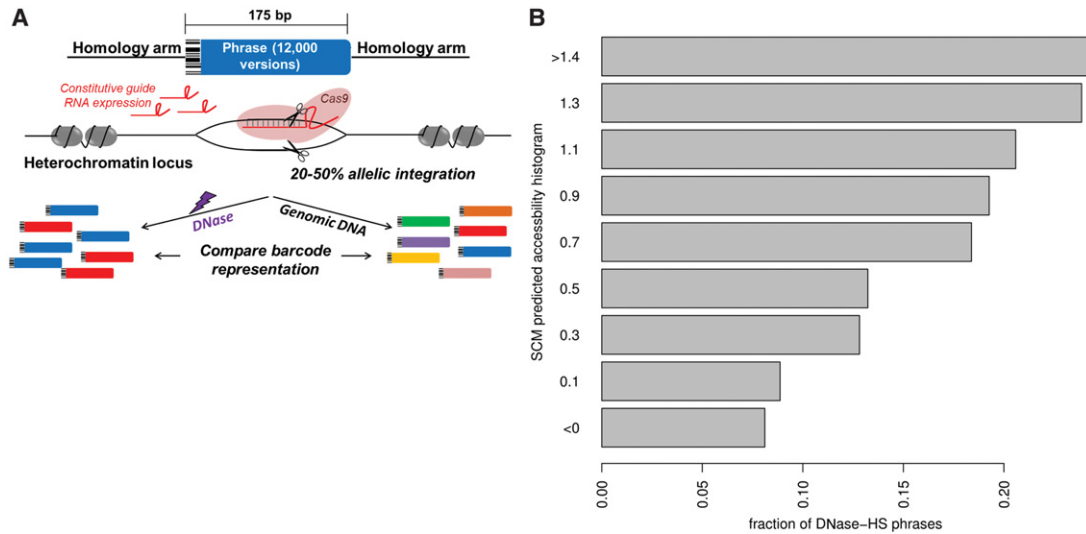 A
175 bp
Homology arm
Phrase (12,000
versions)
Homology arm
Constitutive guide
RNA expression
Cas9
Heterochromatin locus
20-50% allelic integration
DNase
Genomic DNA
Compare barcode
representation
B
SCM predicted accessbility histogram
>1.4
1.3
1.1
0.9
0.7
0.5
0.3
0.1
<0
0.00
0.05
0.10
0.15
0.20
fraction of DNase−HS phrases